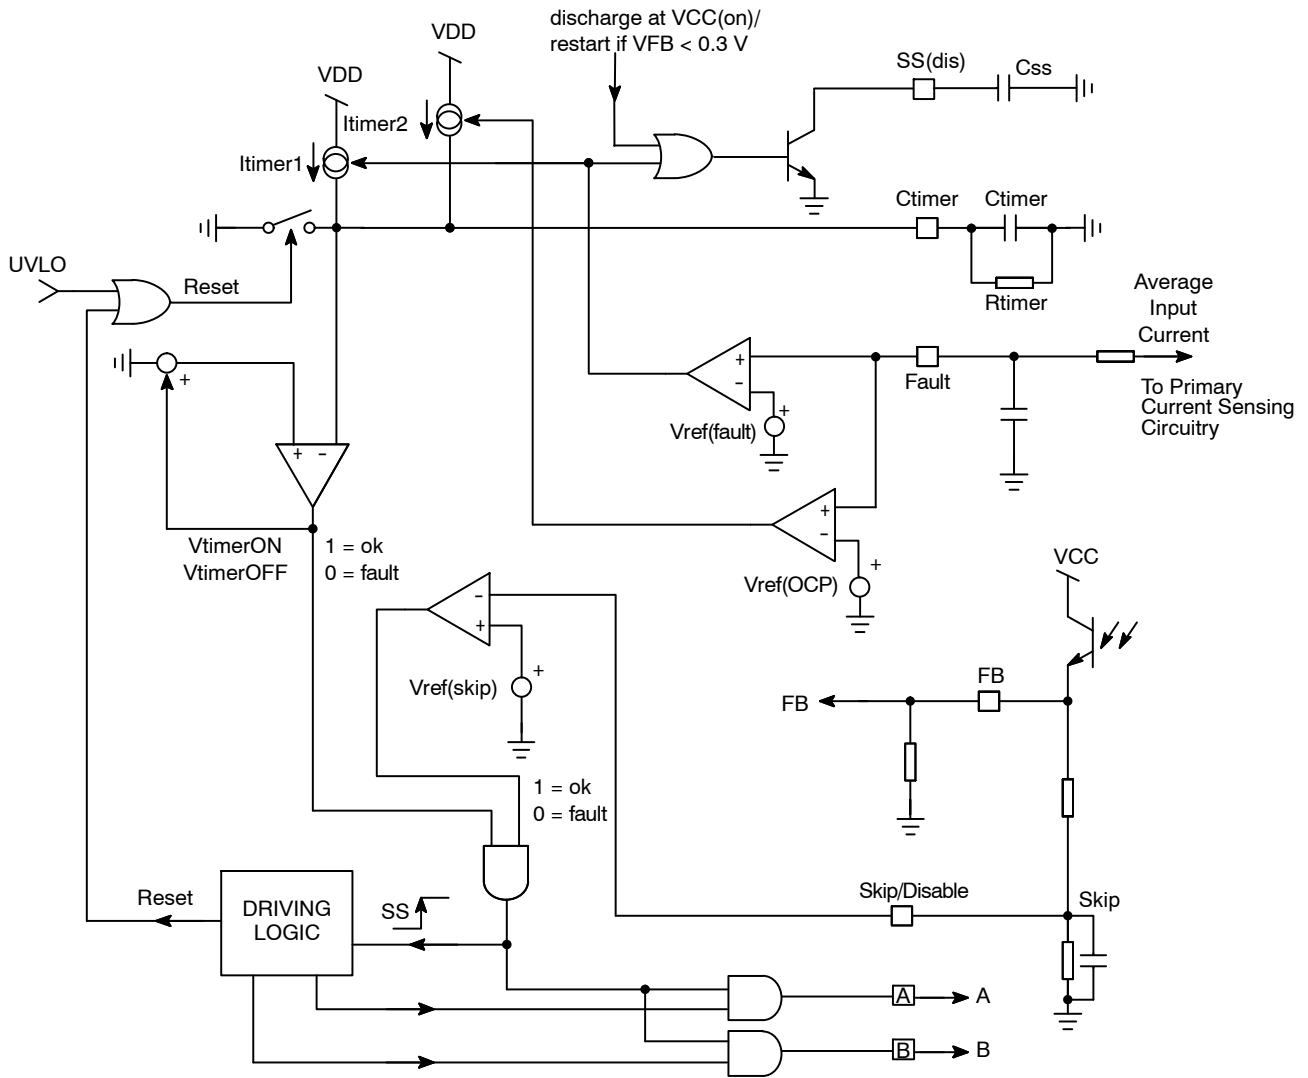 discharge at VCC(on)/
restart if VFB < 0.3 V
VDD
VDD
SS(dis)
Css
Itimer2
Itimer1
Ctimer
Ctimer
Rtimer
UVLO
Reset
Average
Input
Current
+
+
-
Fault
To Primary
Current Sensing
Circuitry
+
Vref(fault)
+ -
+
-
VtimerON
VtimerOFF
1 = ok
0 = fault
+
Vref(OCP)
VCC
-
+
+
Vref(skip)
FB
FB
1 = ok
0 = fault
Skip/Disable
Skip
Reset
DRIVING
LOGIC
SS
A
A
B
B